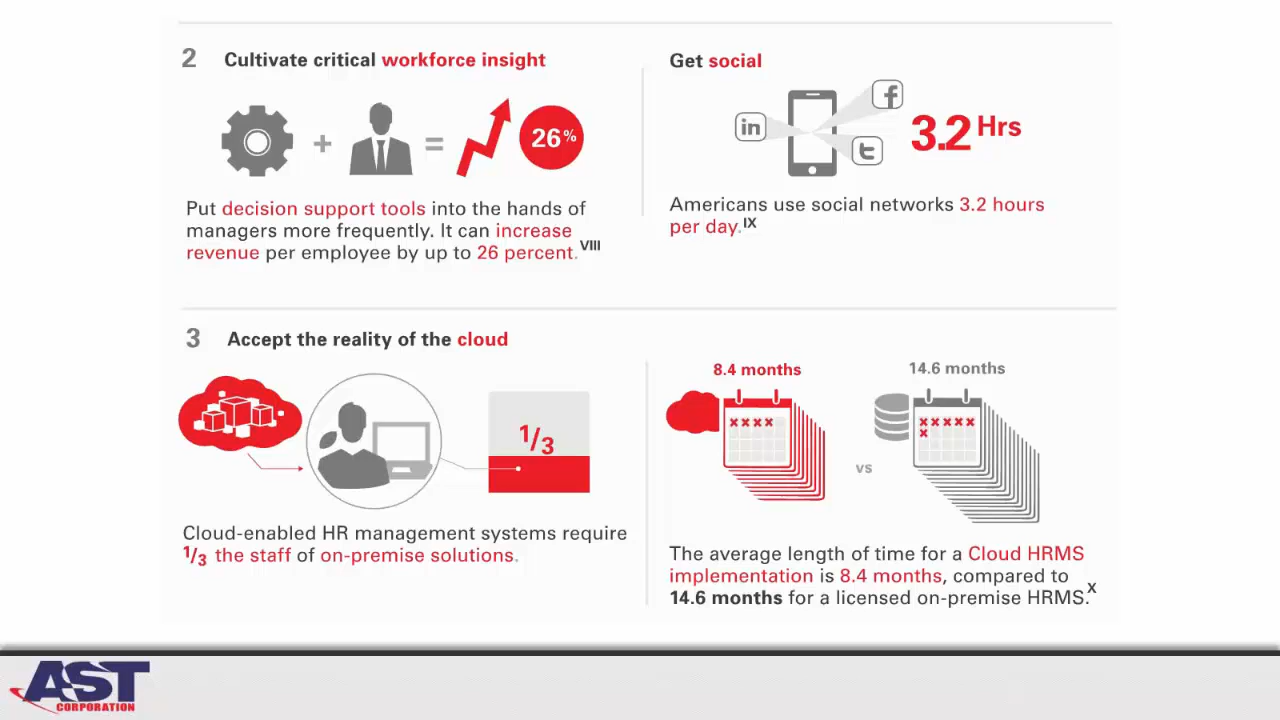 2 Cultivate critical workforce insight
26%
Put decision support tools into the hands of
managers more frequently. It can increase
revenue per employee by up to 26 percent.VIII
Get social
in
f
t
3.2 Hrs
Americans use social networks 3.2 hours
per day.IX
3 Accept the reality of the cloud
1/3
Cloud-enabled HR management systems require
1/3 the staff of on-premise solutions.
8.4 months
14.6 months
x x x x
x x x x x
x
vs
The average length of time for a Cloud HRMS
implementation is 8.4 months, compared to
14.6 months for a licensed on-premise HRMS.X
AST
CORPORATION